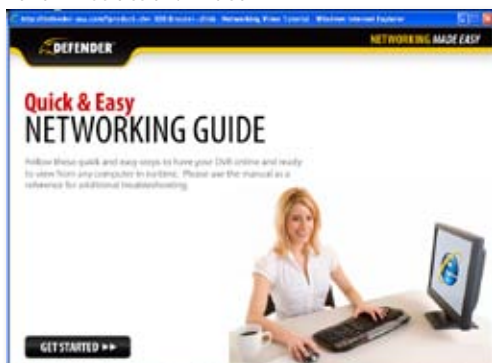 DEFENDER
NETWORKING MADE EASY
Quick & Easy
NETWORKING GUIDE
Follow these quick and easy steps to have your DVR online and ready
to view from any computer in no time. Please use the manual as a
reference for additional troubleshooting.
GET STARTED